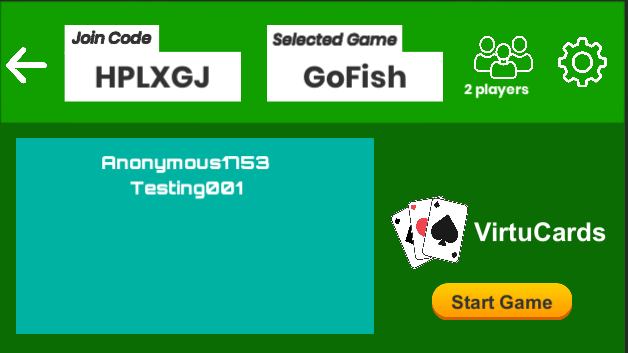 Join Code
HPLXGJ
Selected Game
GoFish
2 players
Anonymous1753
Testing001
VirtuCards
Start Game